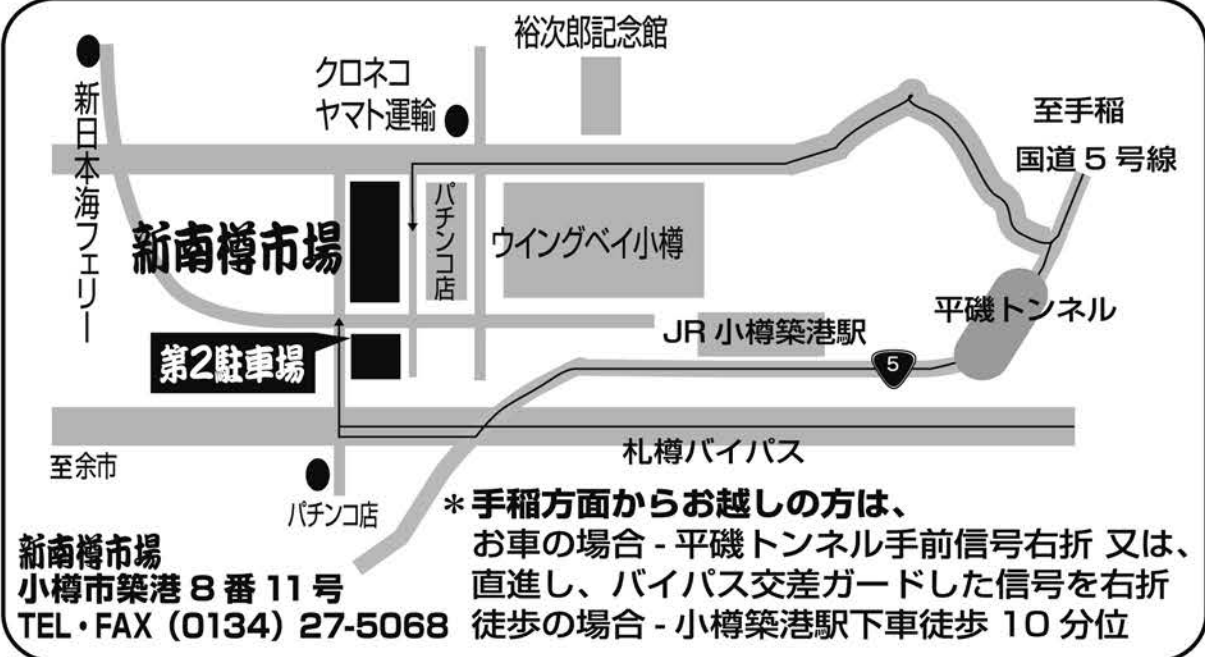 裕次郎記念館
クロネコ
ヤマト運輸
新日本海フェリー
至手稲
国道5号線
新南樽市場
パチンコ店
ウイングベイ小樽
平磯トンネル
JR 小樽築港駅
第2駐車場
5
札樽バイパス
至余市
パチンコ店
＊手稲方面からお越しの方は、
お車の場合 - 平磯トンネル手前信号右折 又は、
直進し、バイパス交差ガードした信号を右折
徒歩の場合 - 小樽築港駅下車徒歩 10 分位
新南樽市場
小樽市築港 8 番 11 号
TEL・FAX (0134) 27-5068